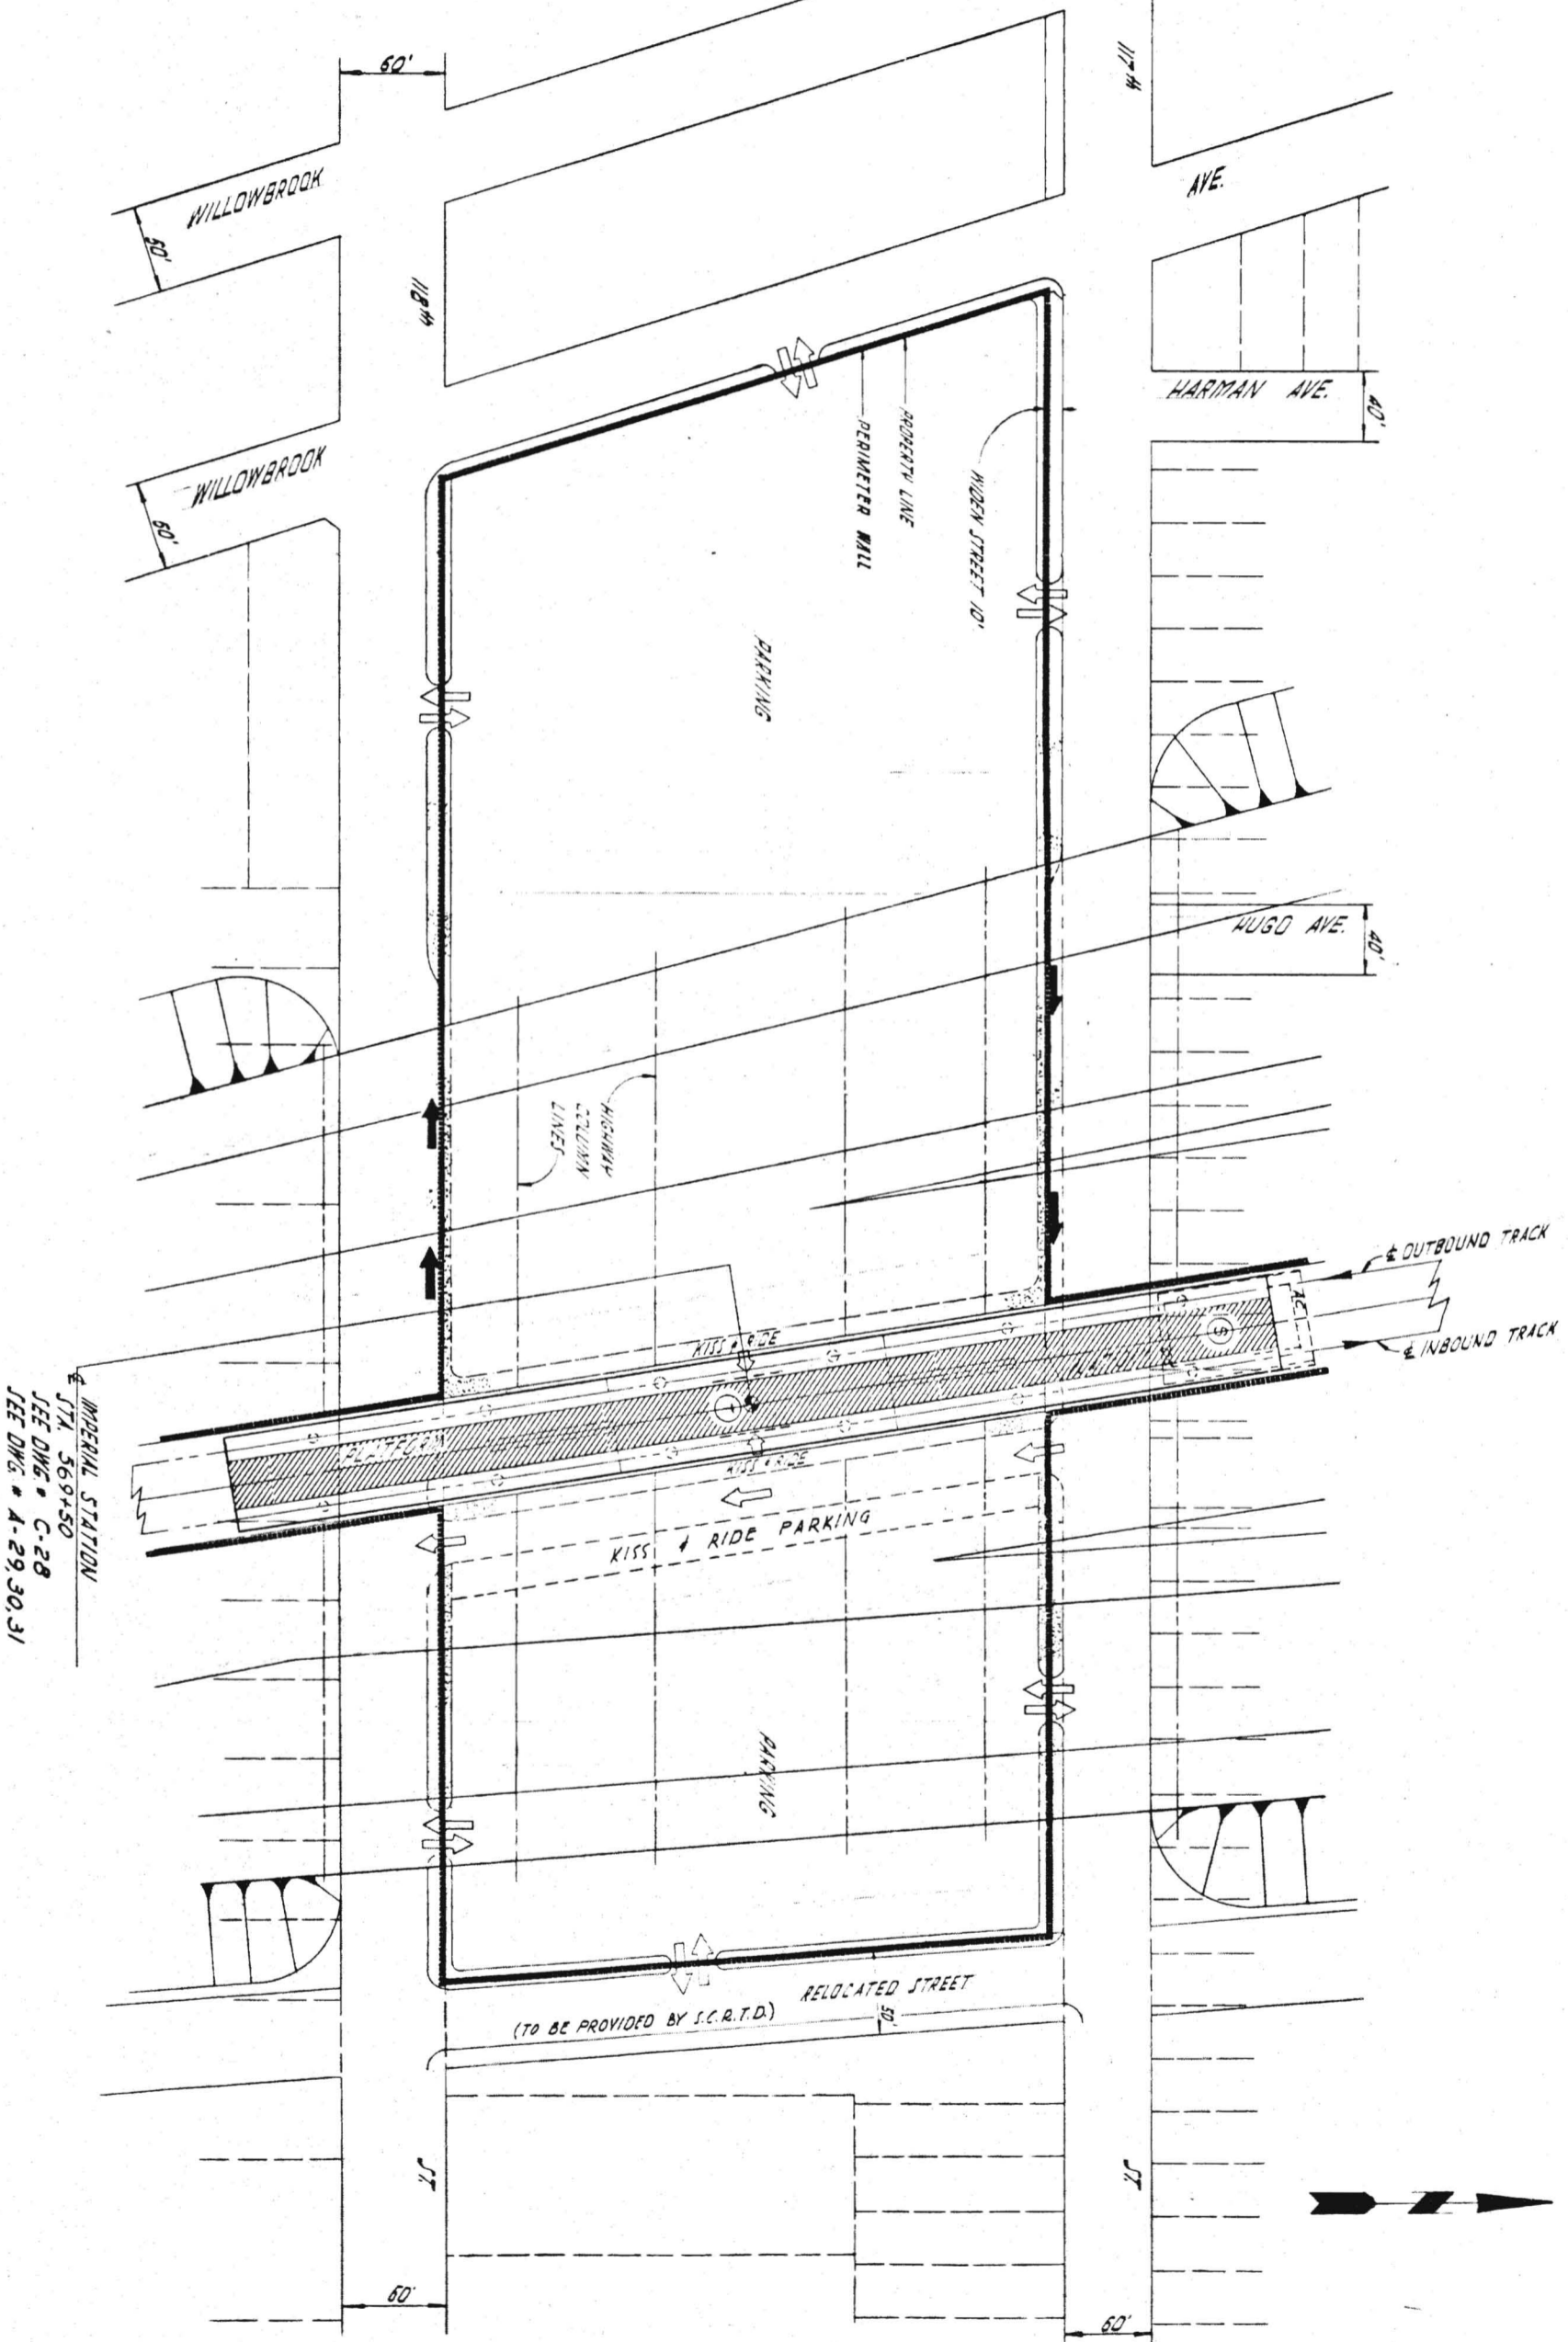 60'
117TH
AVE.
WILLOWBROOK
50'
118TH
HARMAN AVE.
40'
WILLOWBROOK
60'
PROPERTY LINE
PERIMETER WALL
WIDEN STREET 10'
PARKING
HUGO AVE.
40'
HIGHWAY
COLUMN
LINES
℄ OUTBOUND TRACK
℄ INBOUND TRACK
KISS & RIDE
PLATFORM
KISS & RIDE
KISS & RIDE PARKING
℄ IMPERIAL STATION
STA. 569+50
SEE DWG # C-28
SEE DWG. # A-29,30,31
PARKING
RELOCATED STREET
(TO BE PROVIDED BY S.C.R.T.D.)
50'
ST.
ST.
60'
60'